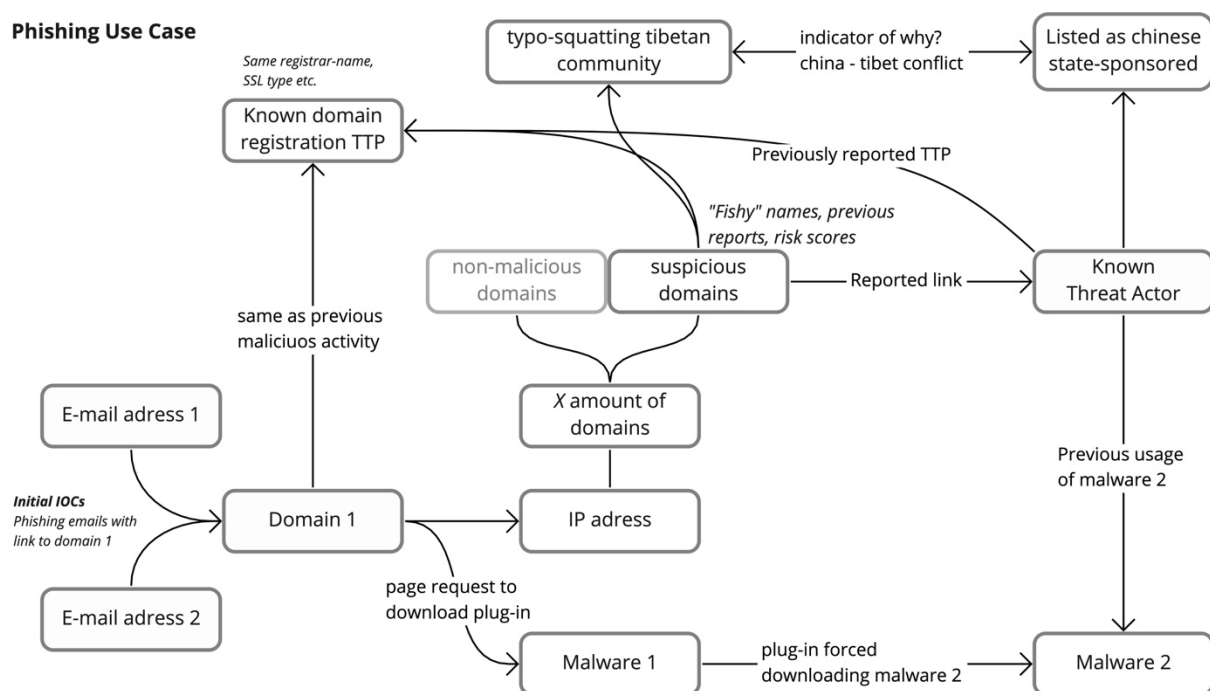 Phishing Use Case
typo-squatting tibetan
community
indicator of why?
china - tibet conflict
Listed as chinese
state-sponsored
Same registrar-name,
SSL type etc.
Known domain
registration TTP
Previously reported TTP
"Fishy" names, previous
reports, risk scores
non-malicious
domains
suspicious
domains
Reported link
Known
Threat Actor
same as previous
maliciuos activity
E-mail adress 1
X amount of
domains
Previous usage
of malware 2
Initial IOCs
Phishing emails with
link to domain 1
Domain 1
IP adress
E-mail adress 2
page request to
download plug-in
Malware 1
plug-in forced
downloading malware 2
Malware 2